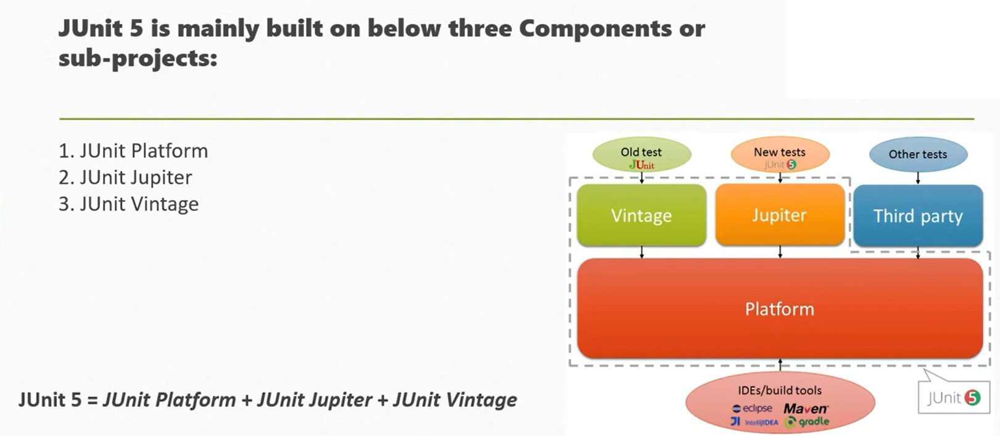 JUnit 5 is mainly built on below three Components or
sub-projects:
1. JUnit Platform
2. JUnit Jupiter
3. JUnit Vintage
Old test
JUnit
New tests
JUnit 5
Other tests
Vintage
Jupiter
Third party
Platform
IDEs/build tools
eclipse Maven
JI IntelliJIDEA gradle
JUnit 5
JUnit 5 = JUnit Platform + JUnit Jupiter + JUnit Vintage